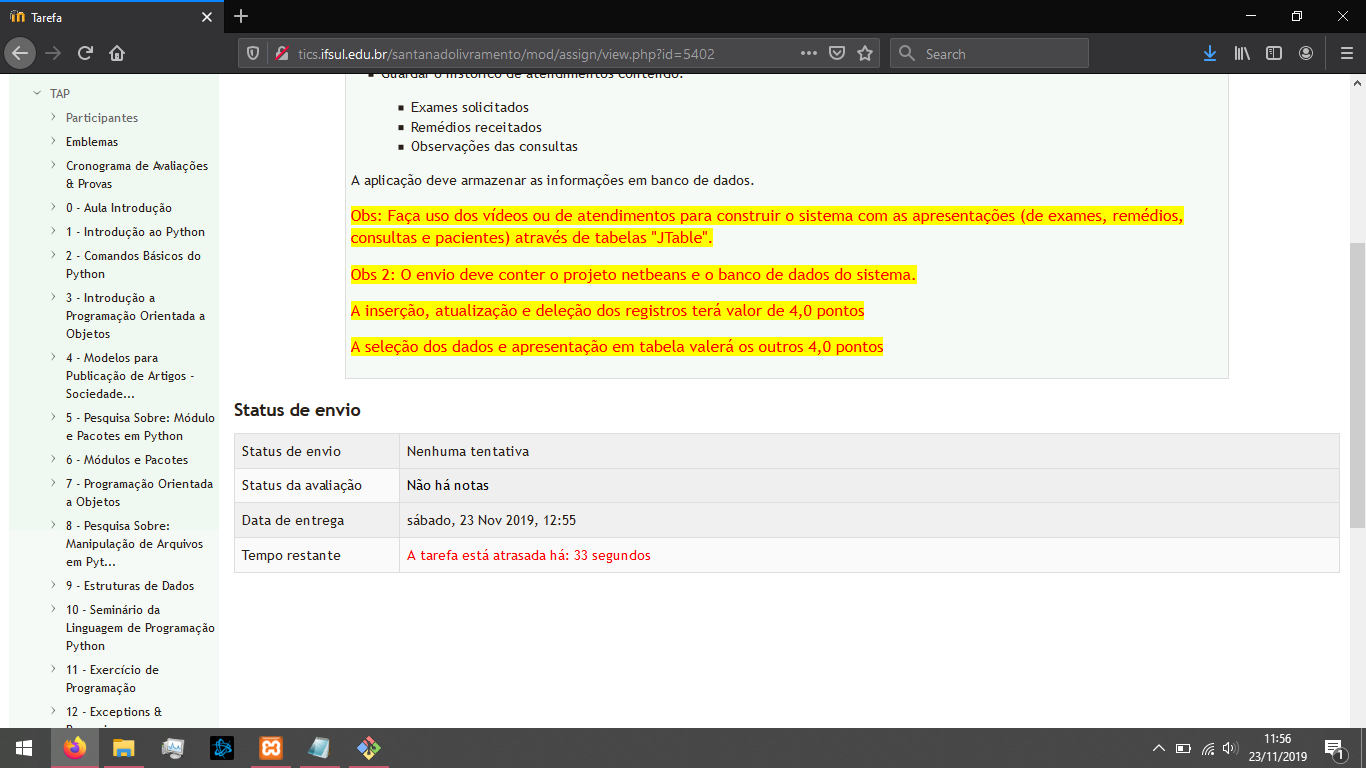 Tarefa
tics.ifsul.edu.br/santanadolivramento/mod/assign/view.php?id=5402
Search
TAP
Participantes
Emblemas
Cronograma de Avaliações
& Provas
0 - Aula Introdução
1 - Introdução ao Python
2 - Comandos Básicos do
Python
3 - Introdução a
Programação Orientada a
Objetos
4 - Modelos para
Publicação de Artigos -
Sociedade...
5 - Pesquisa Sobre: Módulo
e Pacotes em Python
6 - Módulos e Pacotes
7 - Programação Orientada
a Objetos
8 - Pesquisa Sobre:
Manipulação de Arquivos
em Pyt...
9 - Estruturas de Dados
10 - Seminário da
Linguagem de Programação
Python
11 - Exercício de
Programação
12 - Exceptions &
Guardar o histórico de atendimentos contendo:
Exames solicitados
Remédios receitados
Observações das consultas
A aplicação deve armazenar as informações em banco de dados.
Obs: Faça uso dos vídeos ou de atendimentos para construir o sistema com as apresentações (de exames, remédios,
consultas e pacientes) através de tabelas "JTable".
Obs 2: O envio deve conter o projeto netbeans e o banco de dados do sistema.
A inserção, atualização e deleção dos registros terá valor de 4,0 pontos
A seleção dos dados e apresentação em tabela valerá os outros 4,0 pontos
Status de envio
Status de envio Nenhuma tentativa
Status da avaliação Não há notas
Data de entrega sábado, 23 Nov 2019, 12:55
Tempo restante A tarefa está atrasada há: 33 segundos
11:56
23/11/2019
1